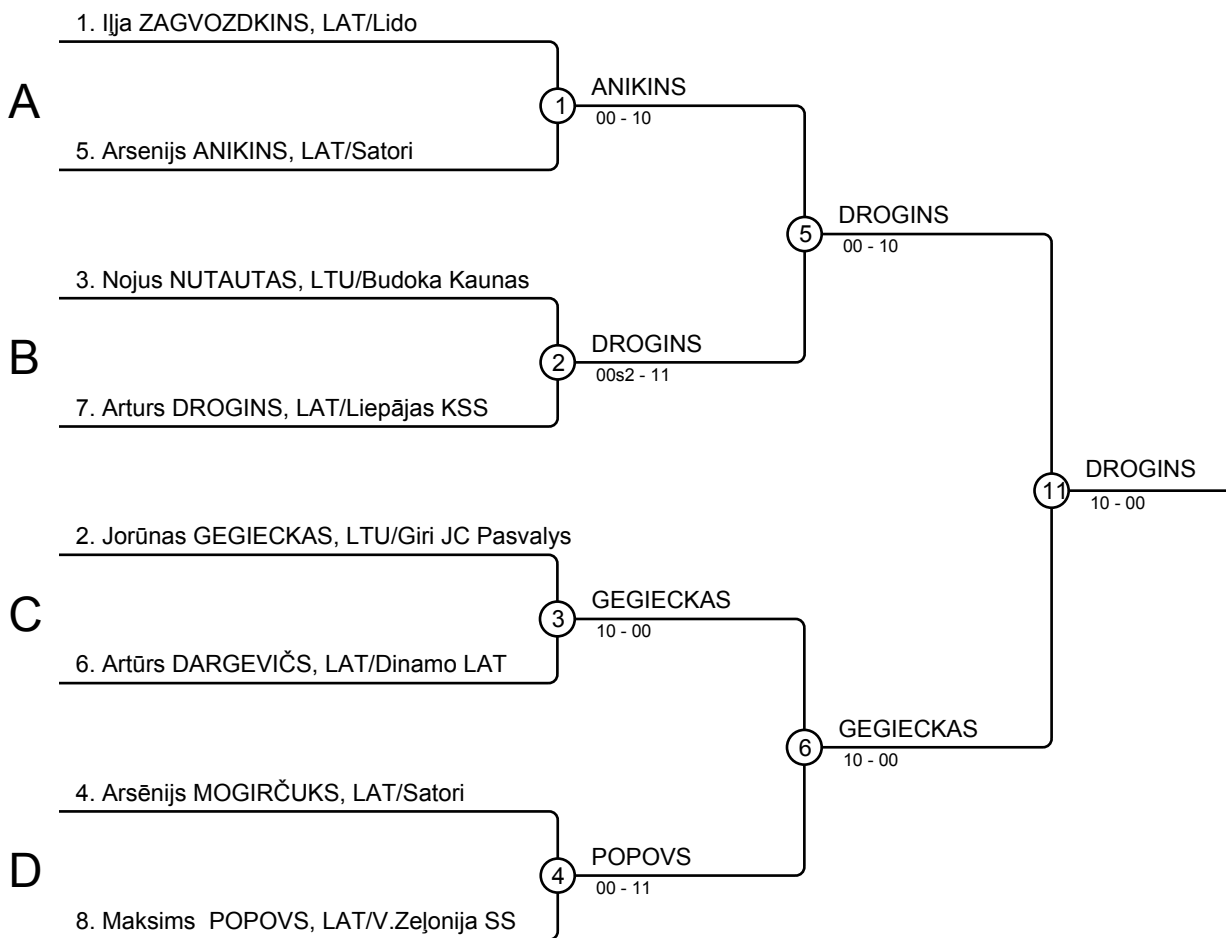 1. Iļja ZAGVOZDKINS, LAT/Lido
A
1
ANIKINS
00 - 10
5. Arsenijs ANIKINS, LAT/Satori
5
DROGINS
00 - 10
3. Nojus NUTAUTAS, LTU/Budoka Kaunas
B
2
DROGINS
00s2 - 11
7. Arturs DROGINS, LAT/Liepājas KSS
11
DROGINS
10 - 00
2. Jorūnas GEGIECKAS, LTU/Giri JC Pasvalys
C
3
GEGIECKAS
10 - 00
6. Artūrs DARGEVIČS, LAT/Dinamo LAT
6
GEGIECKAS
10 - 00
4. Arsēnijs MOGIRČUKS, LAT/Satori
D
4
POPOVS
00 - 11
8. Maksims  POPOVS, LAT/V.Zeļonija SS